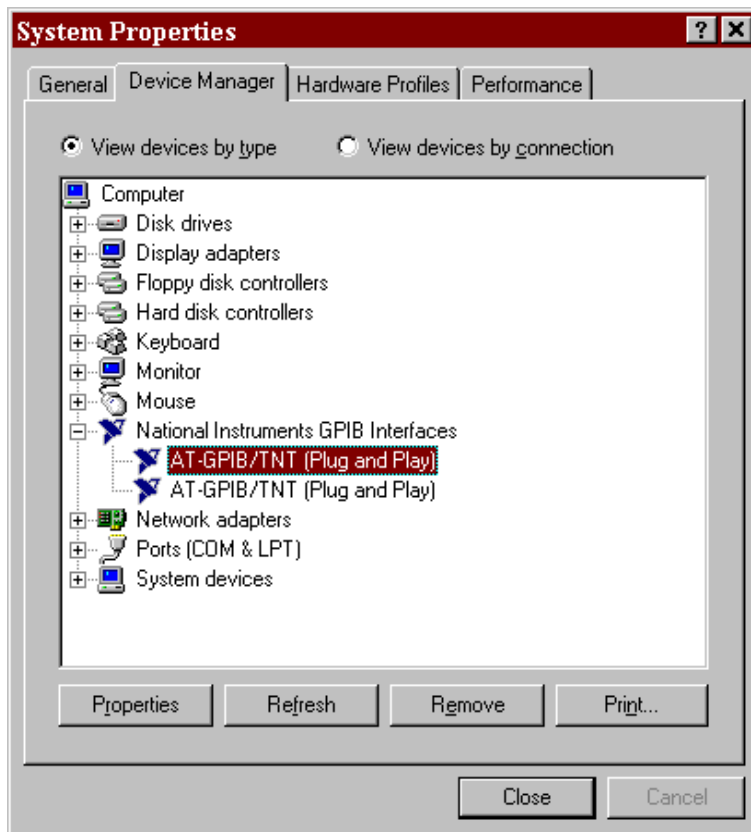 System Properties
General Device Manager Hardware Profiles Performance
View devices by type View devices by connection
Computer
Disk drives
Display adapters
Floppy disk controllers
Hard disk controllers
Keyboard
Monitor
Mouse
National Instruments GPIB Interfaces
AT-GPIB/TNT (Plug and Play)
AT-GPIB/TNT (Plug and Play)
Network adapters
Ports (COM & LPT)
System devices
Properties Refresh Remove Print...
Close Cancel